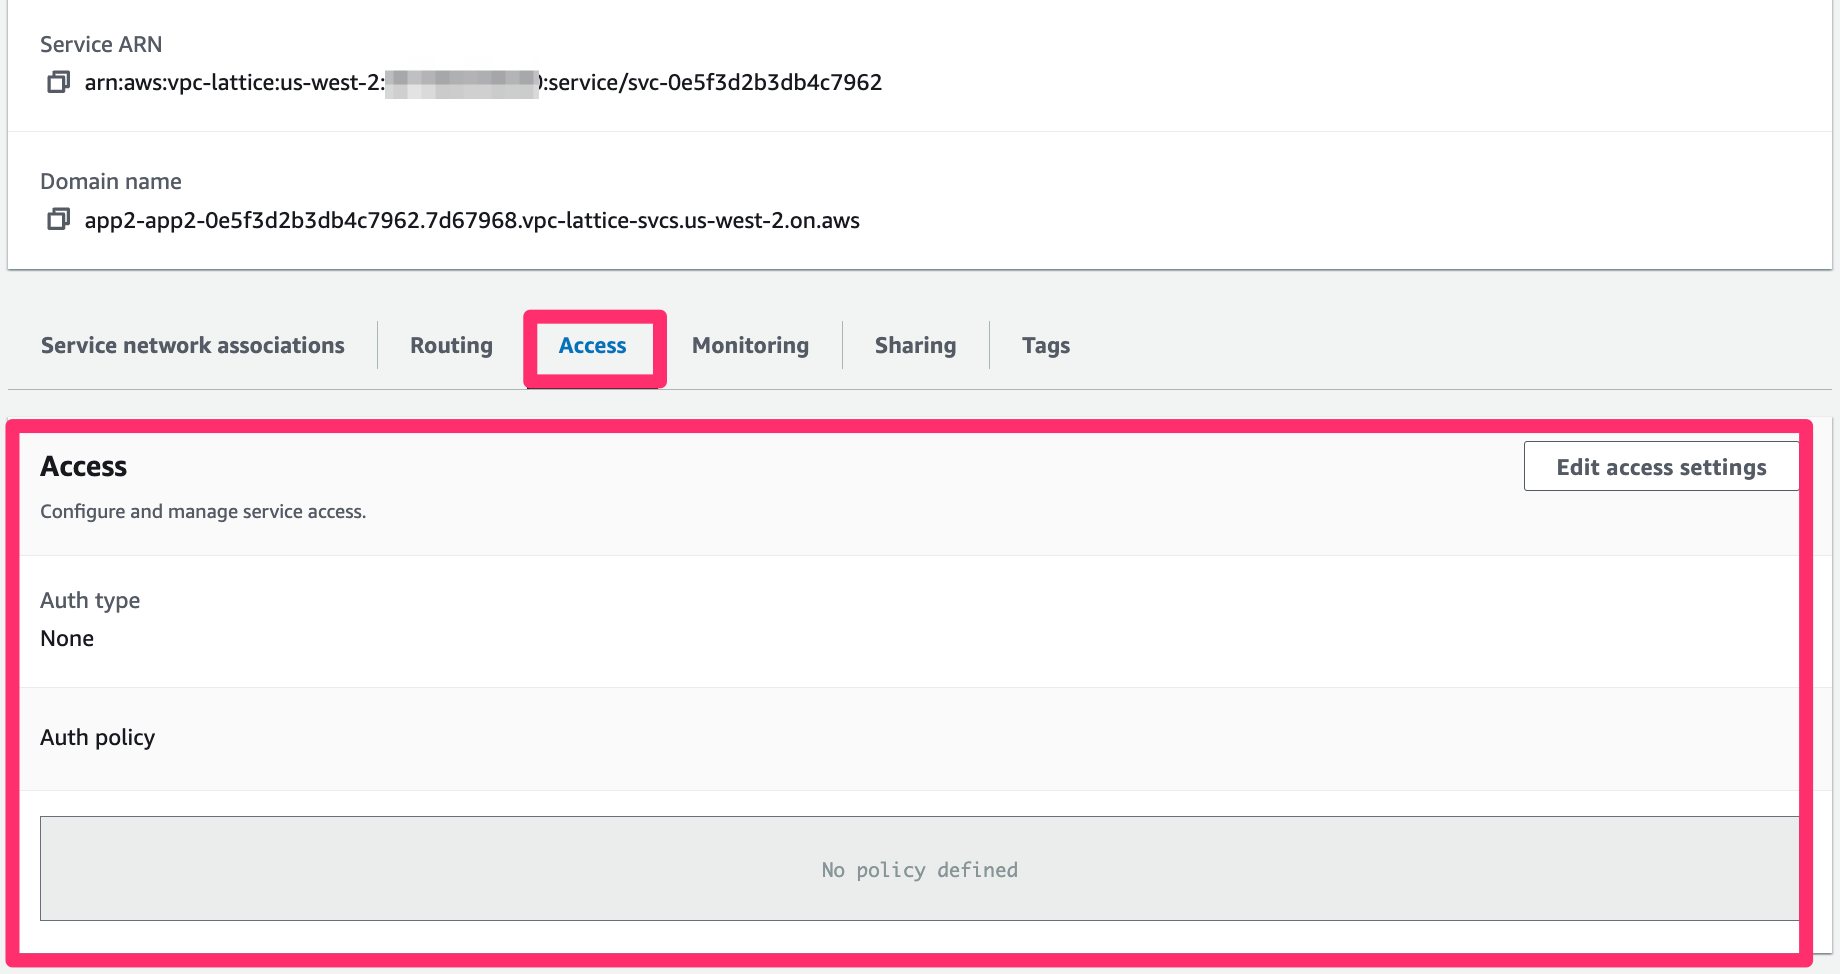 Service ARN
arn:aws:vpc-lattice:us-west-2: :service/svc-0e5f3d2b3db4c7962
Domain name
app2-app2-0e5f3d2b3db4c7962.7d67968.vpc-lattice-svcs.us-west-2.on.aws
Service network associations Routing Access Monitoring Sharing Tags
Access Edit access settings
Configure and manage service access.
Auth type
None
Auth policy
No policy defined